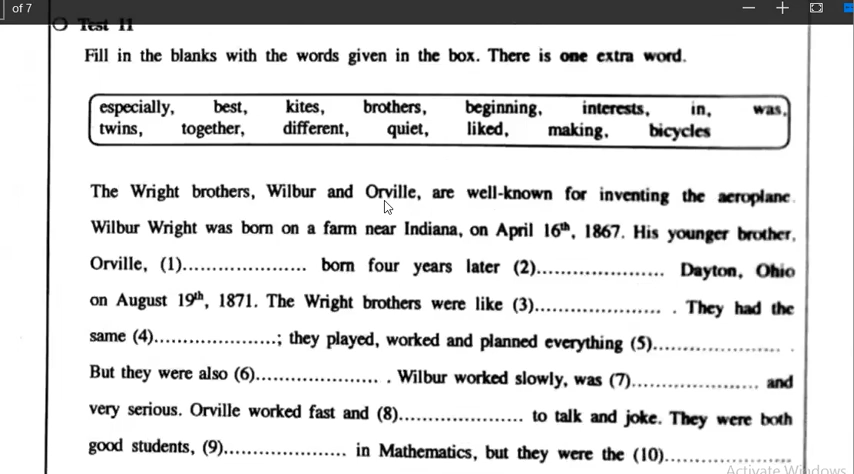 of 7
Test 11
Fill in the blanks with the words given in the box. There is one extra word.
especially, best, kites, brothers, beginning, interests, in, was,
twins, together, different, quiet, liked, making, bicycles
The Wright brothers, Wilbur and Orville, are well-known for inventing the aeroplane.
Wilbur Wright was born on a farm near Indiana, on April 16th, 1867. His younger brother,
Orville, (1)...................... born four years later (2)....................... Dayton, Ohio
on August 19th, 1871. The Wright brothers were like (3)....................... . They had the
same (4)......................; they played, worked and planned everything (5)....................... .
But they were also (6)...................... . Wilbur worked slowly, was (7)....................... and
very serious. Orville worked fast and (8)....................... to talk and joke. They were both
good students, (9)...................... in Mathematics, but they were the (10).......................
Activate Windows